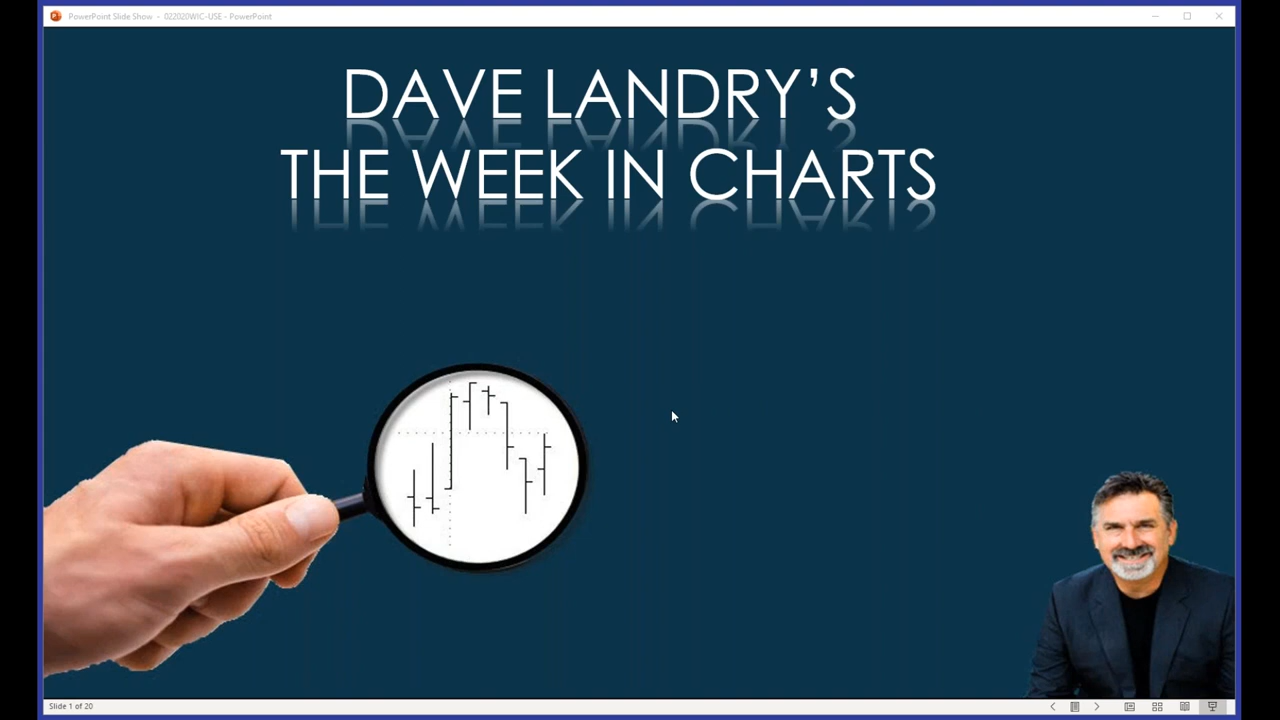 PowerPoint Slide Show - 022020WIC-USE - PowerPoint
DAVE LANDRY’S
THE WEEK IN CHARTS
Slide 1 of 20